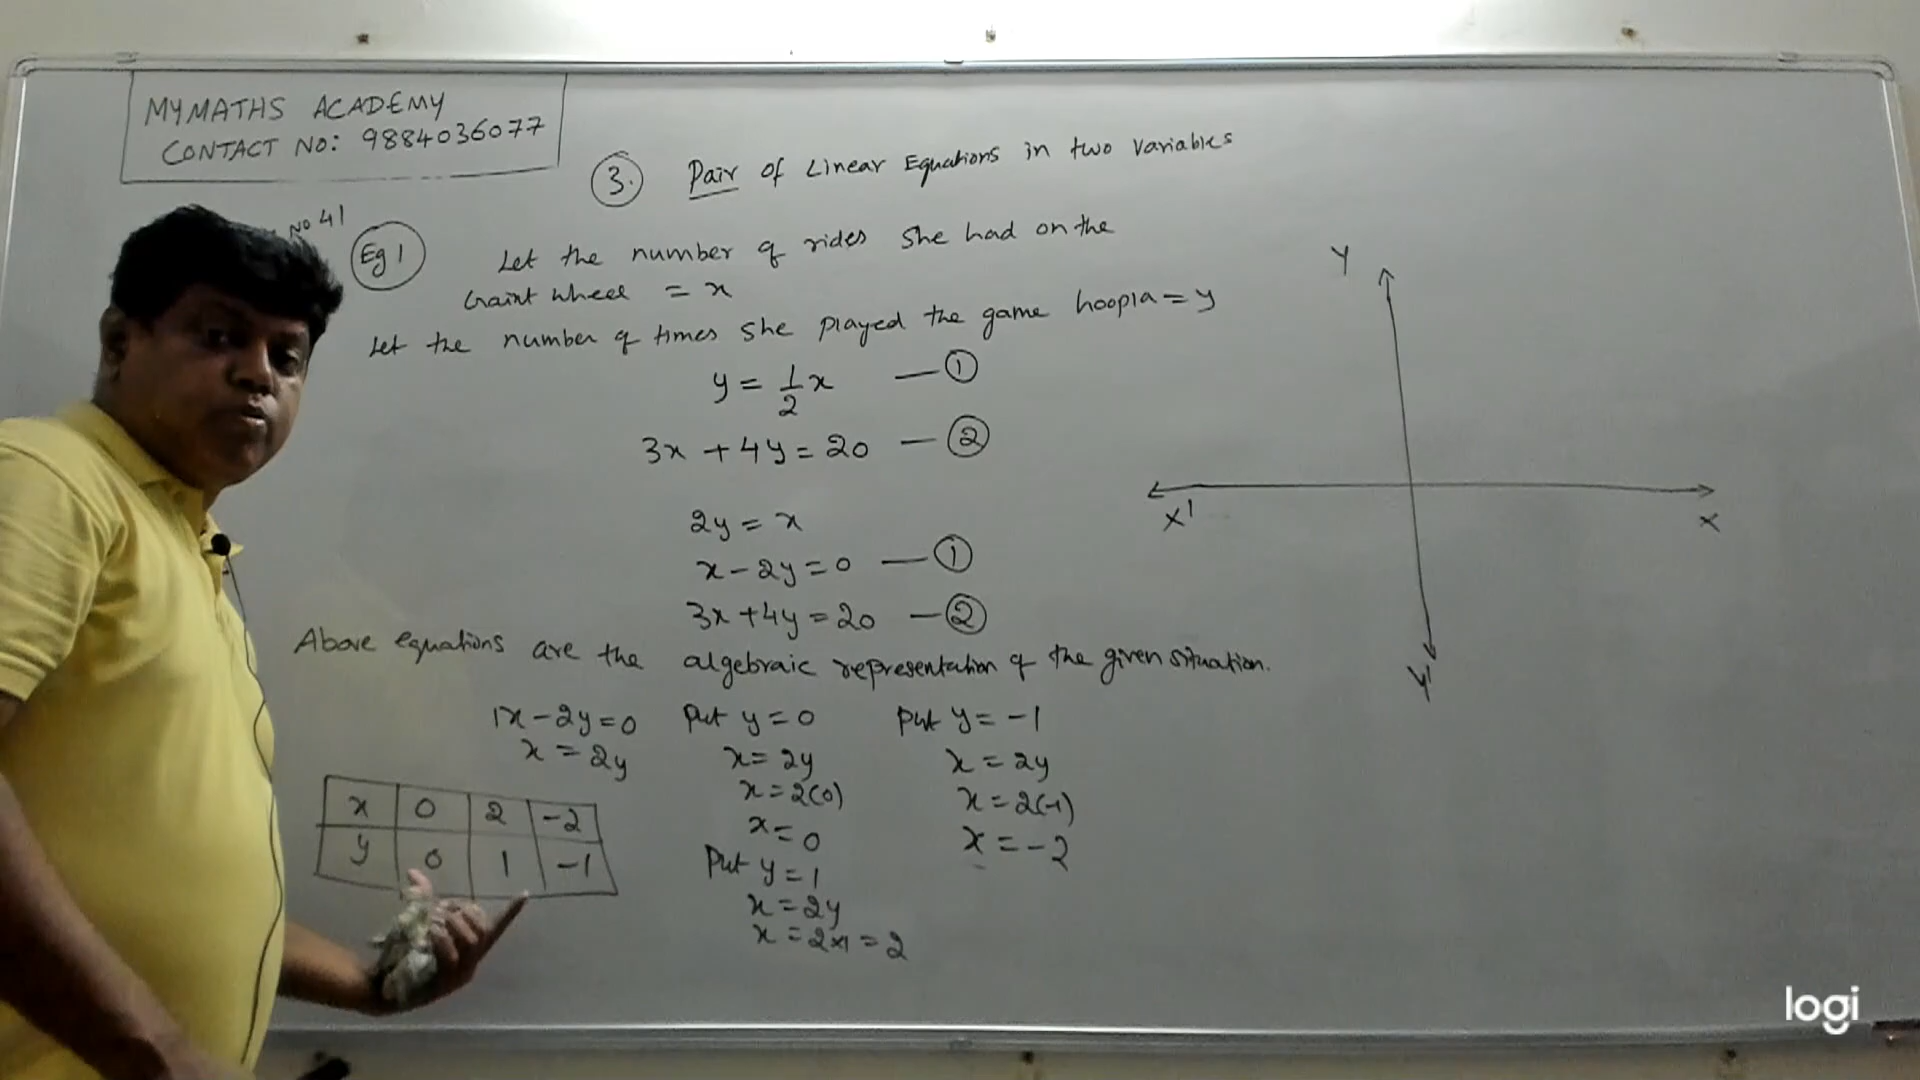 MYMATHS ACADEMY
CONTACT NO: 9884036077
3. Pair of Linear Equations in two variables
No 41
Eg 1 Let the number of rides she had on the
Graint wheel = x
Let the number of times she played the game hoopla = y
y = 1/2 x — ①
3x + 4y = 20 — ②
2y = x
x - 2y = 0 — ①
3x + 4y = 20 — ②
Above equations are the algebraic representation of the given situation.
1x - 2y = 0
x = 2y
x 0 2 -2
y 0 1 -1
Put y = 0
x = 2y
x = 2(0)
x = 0
Put y = 1
x = 2y
x = 2×1 = 2
Put y = -1
x = 2y
x = 2(-1)
x = -2
Y
X'
X
Y'
logi